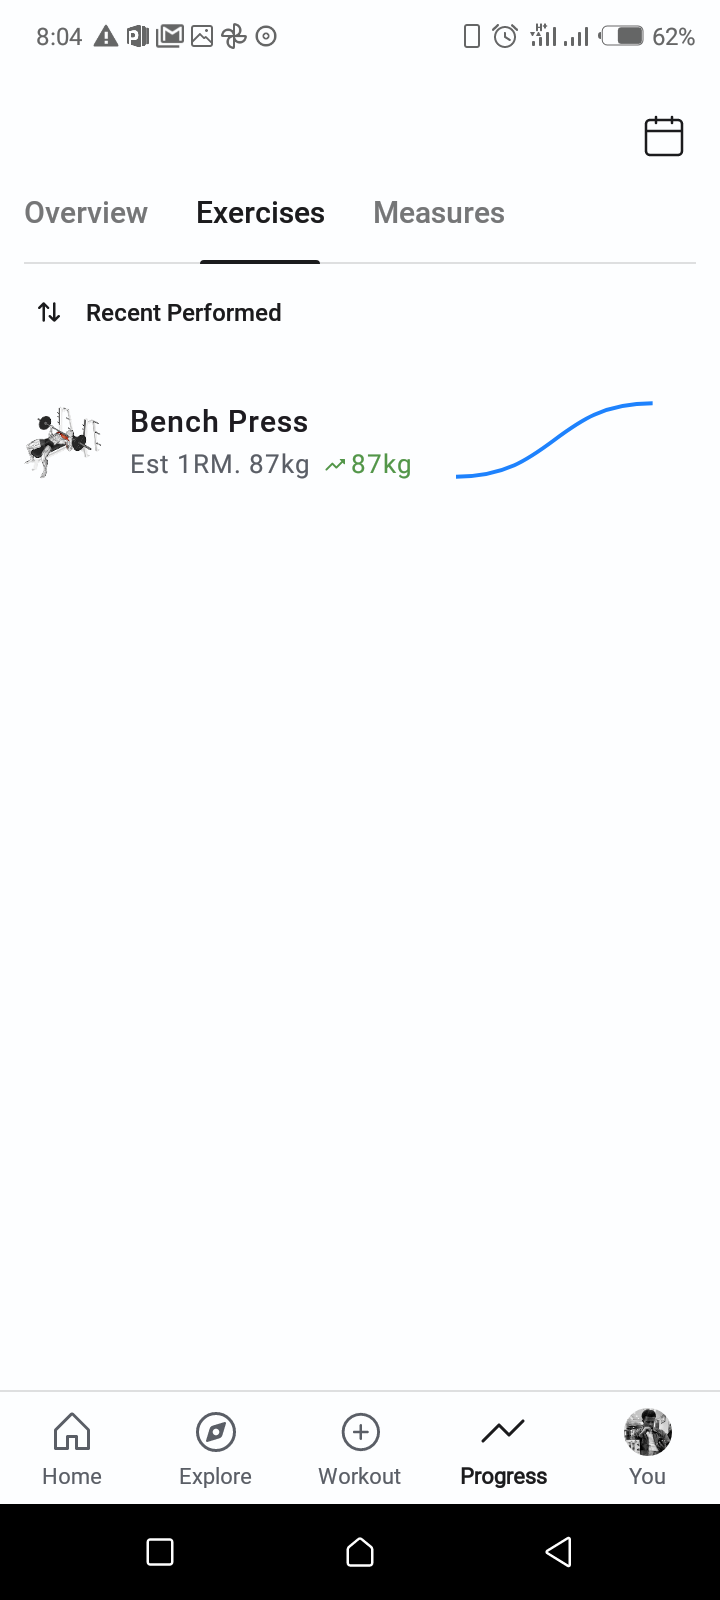 8:04 62%
Overview Exercises Measures
Recent Performed
Bench Press
Est 1RM. 87kg 87kg
Home Explore Workout Progress You